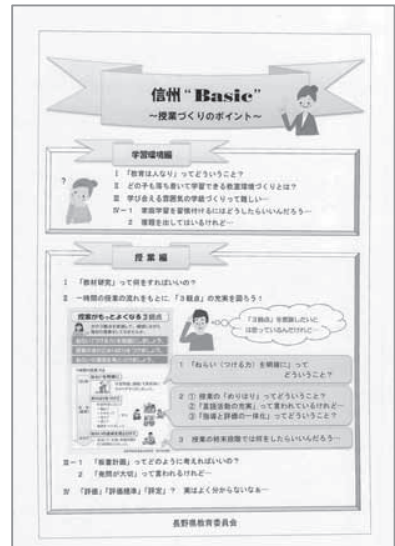 信州“Basic”
～授業づくりのポイント～
学習環境編
?
Ⅰ 「教育は人なり」ってどういうこと？
Ⅱ どの子も落ち着いて学習できる教室環境づくりとは？
Ⅲ 学び合える雰囲気の学級づくりって難しい…
Ⅳ－1 家庭学習を習慣付けるにはどうしたらいいんだろう…
2 宿題を出してはいるけれど…
授業編
Ⅰ 「教材研究」って何をすればいいの？
Ⅱ 一時間の授業の流れをもとに，「3観点」の充実を図ろう！
授業がもっとよくなる3観点
「3観点」を意識したいと
は思っているんだけれど…
1 「ねらい（つける力）を明確に」って
どういうこと？
2 ① 授業の「めりはり」ってどういうこと？
②「言語活動の充実」って言われているけれど…
③「指導と評価の一体化」ってどういうこと？
3 授業の終末段階では何をしたらいいんだろう…
Ⅲ－1 「板書計画」ってどのように考えればいいの？
2 「発問が大切」って言われるけれど…
Ⅳ 「評価」「評価規準」「評定」？ 実はよく分からないなぁ…
長野県教育委員会